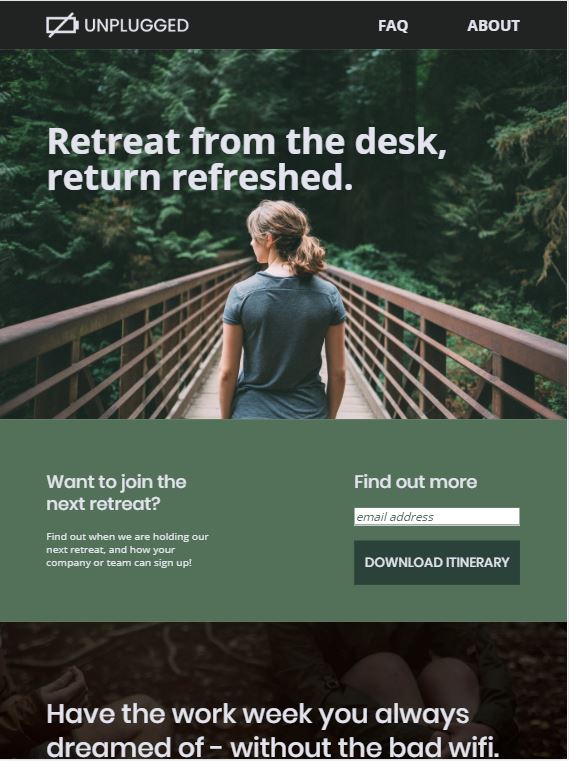 UNPLUGGED
FAQ
ABOUT
Retreat from the desk,
return refreshed.
Want to join the
next retreat?
Find out when we are holding our
next retreat, and how your
company or team can sign up!
Find out more
email address
DOWNLOAD ITINERARY
Have the work week you always
dreamed of - without the bad wifi.